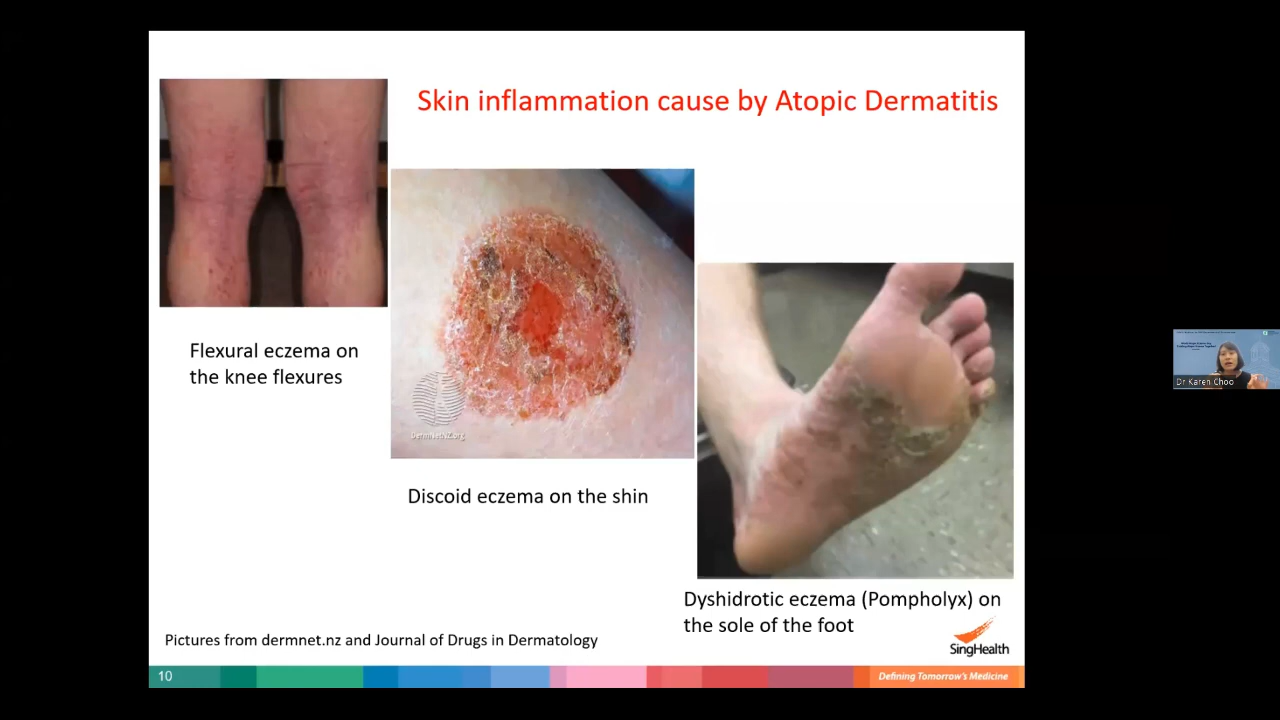 Skin inflammation cause by Atopic Dermatitis
Flexural eczema on
the knee flexures
DermNetNZ.org
Discoid eczema on the shin
Dyshidrotic eczema (Pompholyx) on
the sole of the foot
Pictures from dermnet.nz and Journal of Drugs in Dermatology
SingHealth
10
Defining Tomorrow's Medicine
Dr Karen Choo